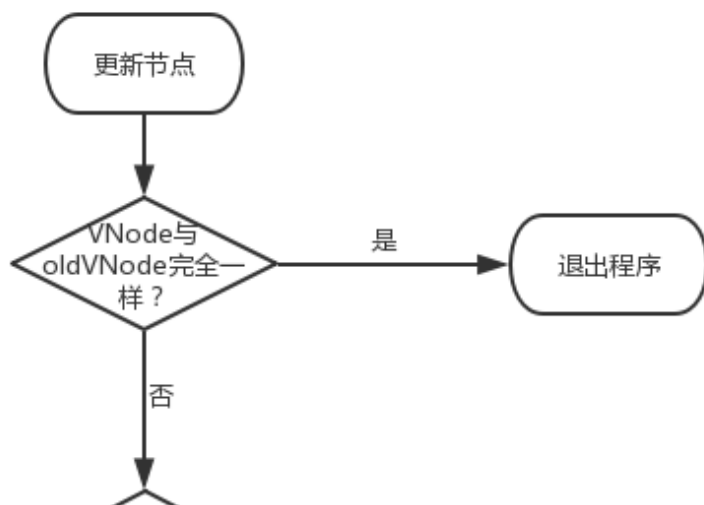 更新节点
VNode与
oldVNode完全一
样？
是
退出程序
否